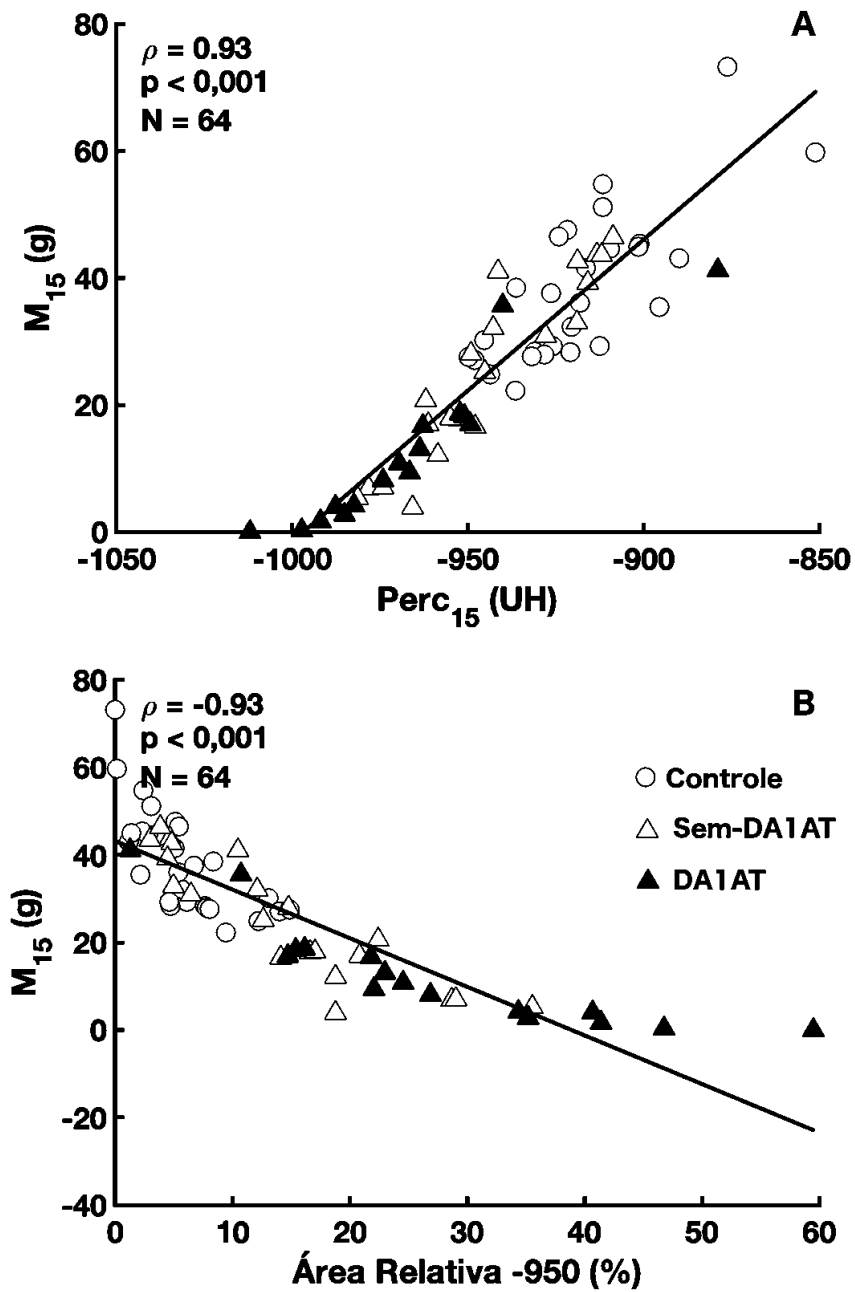 A
ρ = 0.93
p < 0,001
N = 64
80
60
40
20
0
M15 (g)
-1050 -1000 -950 -900 -850
Perc15 (UH)
B
ρ = -0.93
p < 0,001
N = 64
80
60
40
20
0
-20
-40
M15 (g)
Controle
Sem-DA1AT
DA1AT
0 10 20 30 40 50 60
Área Relativa -950 (%)